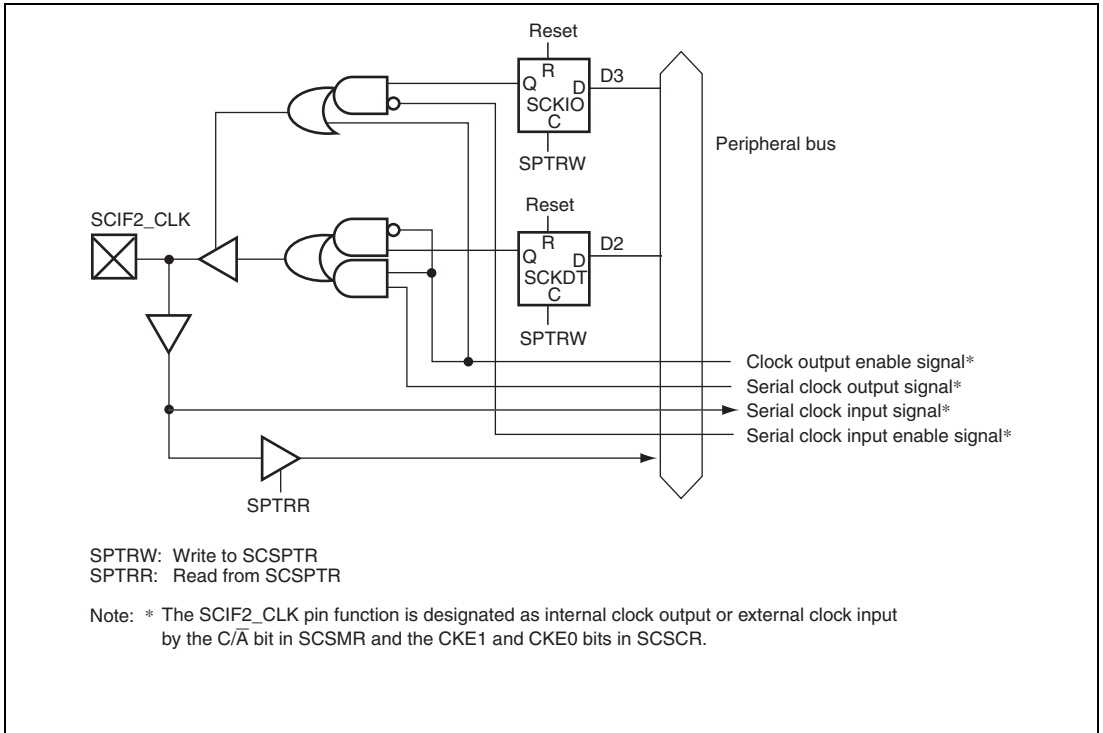 Reset
R
Q
D
D3
SCKIO
C
Peripheral bus
SPTRW
Reset
SCIF2_CLK
R
Q
D
D2
SCKDT
C
SPTRW
Clock output enable signal*
Serial clock output signal*
Serial clock input signal*
Serial clock input enable signal*
SPTRR
SPTRW: Write to SCSPTR
SPTRR: Read from SCSPTR
Note: * The SCIF2_CLK pin function is designated as internal clock output or external clock input
by the C/A̅ bit in SCSMR and the CKE1 and CKE0 bits in SCSCR.